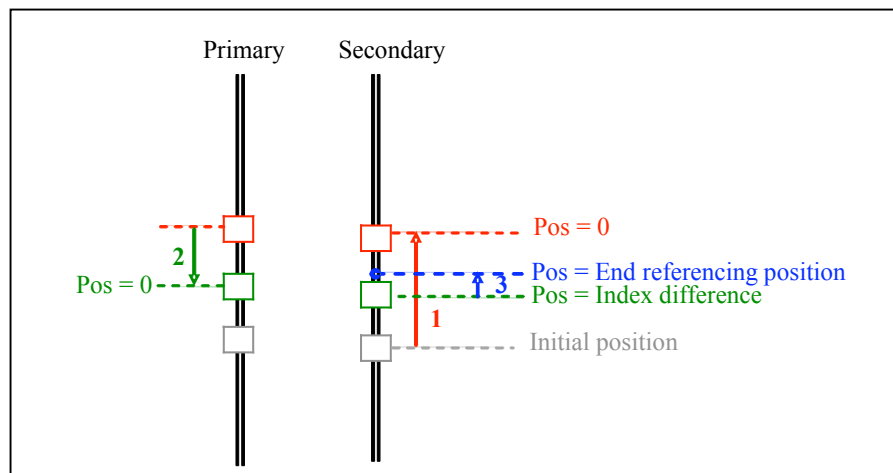 Primary
Secondary
Pos = 0
2
Pos = 0
Pos = End referencing position
3
Pos = Index difference
1
Initial position